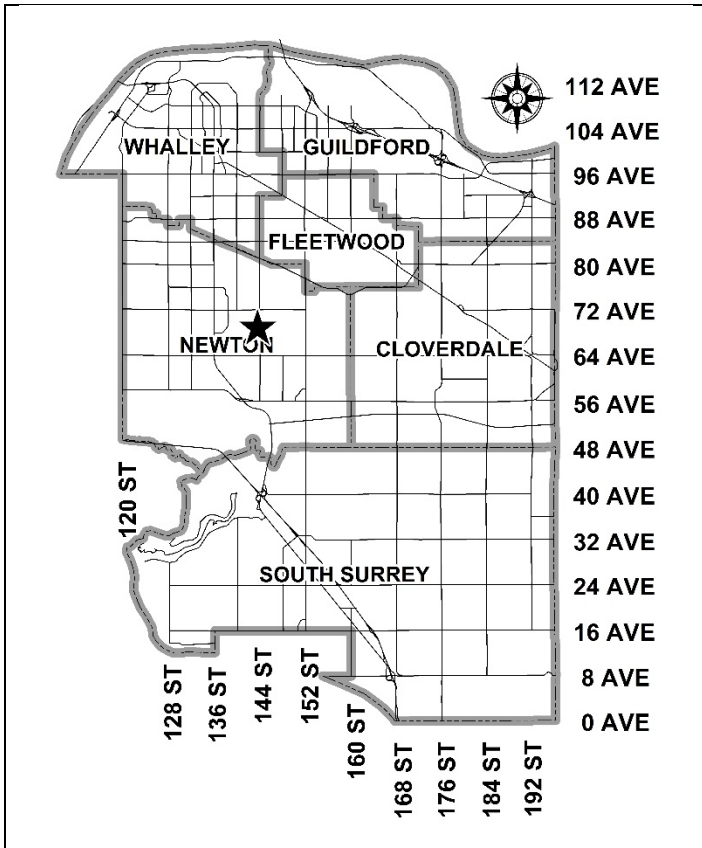 112 AVE
104 AVE
WHALLEY
GUILDFORD
96 AVE
88 AVE
FLEETWOOD
80 AVE
72 AVE
NEWTON
CLOVERDALE
64 AVE
56 AVE
48 AVE
120 ST
40 AVE
32 AVE
SOUTH SURREY
24 AVE
16 AVE
128 ST
136 ST
144 ST
152 ST
160 ST
8 AVE
0 AVE
168 ST
176 ST
184 ST
192 ST